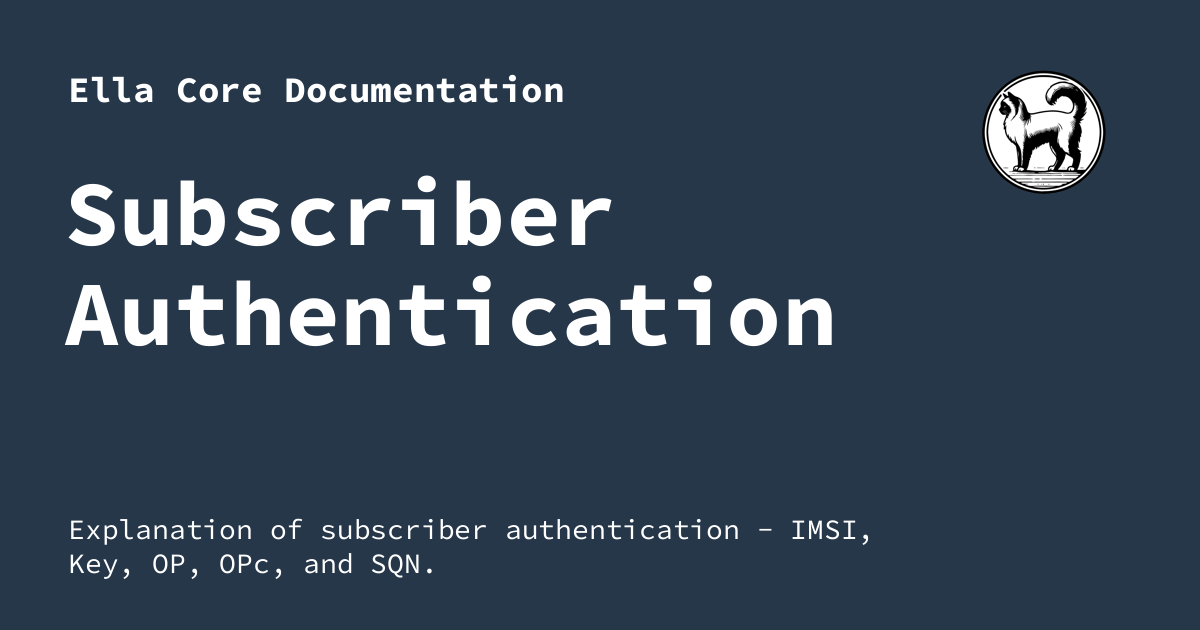 Ella Core Documentation
Subscriber
Authentication
Explanation of subscriber authentication - IMSI,
Key, OP, OPc, and SQN.